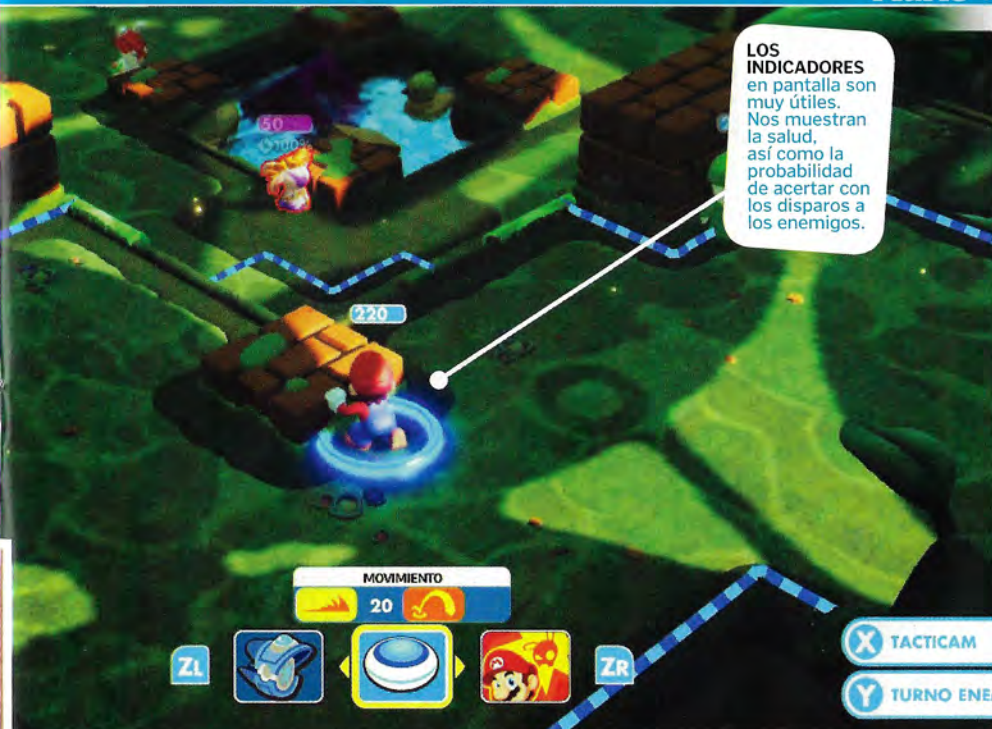 LOS
INDICADORES
en pantalla son
muy útiles.
Nos muestran
la salud,
así como la
probabilidad
de acertar con
los disparos a
los enemigos.
50
100%
220
MOVIMIENTO
20
ZL
ZR
X TACTICAM
Y TURNO ENE